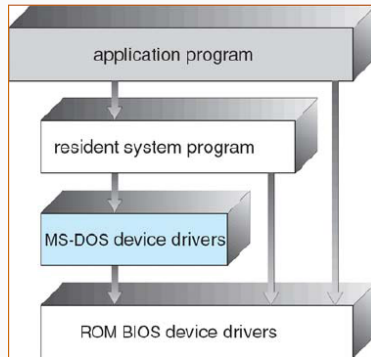 application program
resident system program
MS-DOS device drivers
ROM BIOS device drivers